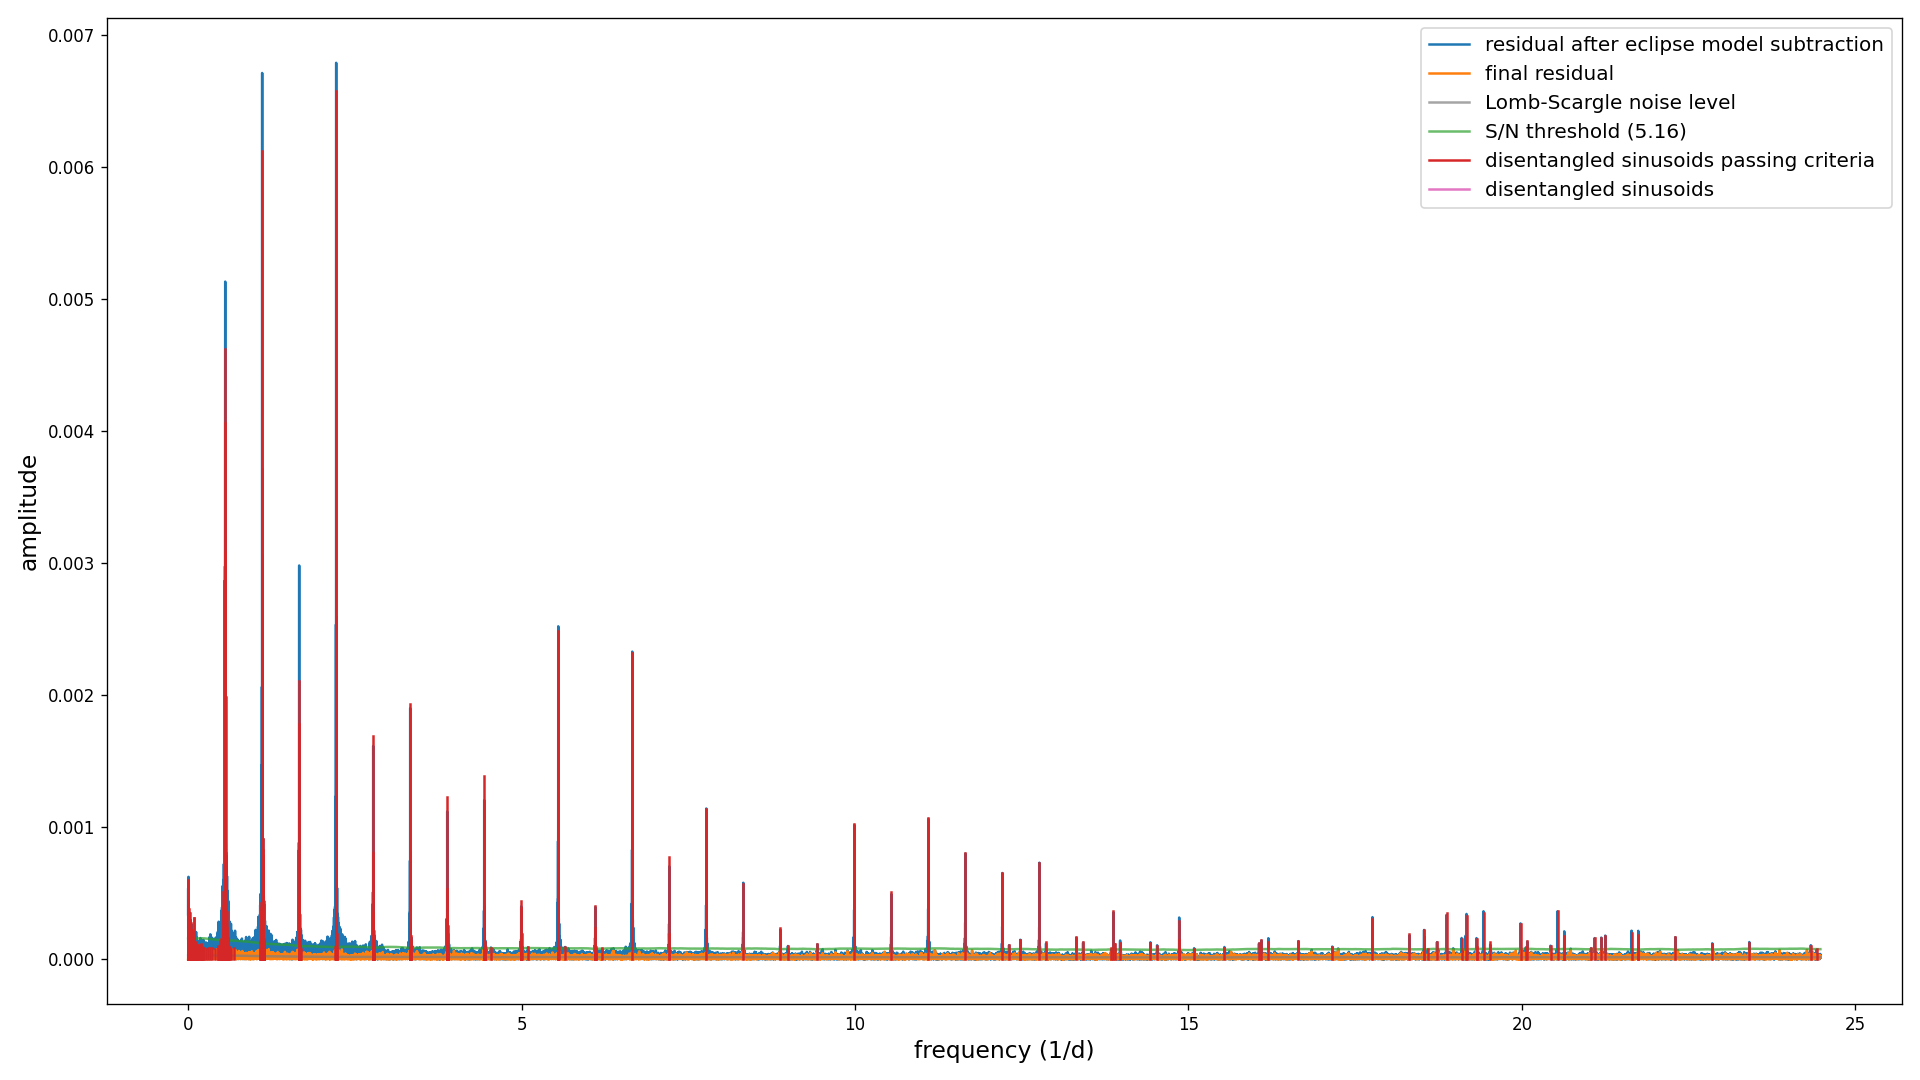 0.007
0.006
0.005
0.004
0.003
0.002
0.001
0.000
amplitude
0
5
10
15
20
25
frequency (1/d)
residual after eclipse model subtraction
final residual
Lomb-Scargle noise level
S/N threshold (5.16)
disentangled sinusoids passing criteria
disentangled sinusoids